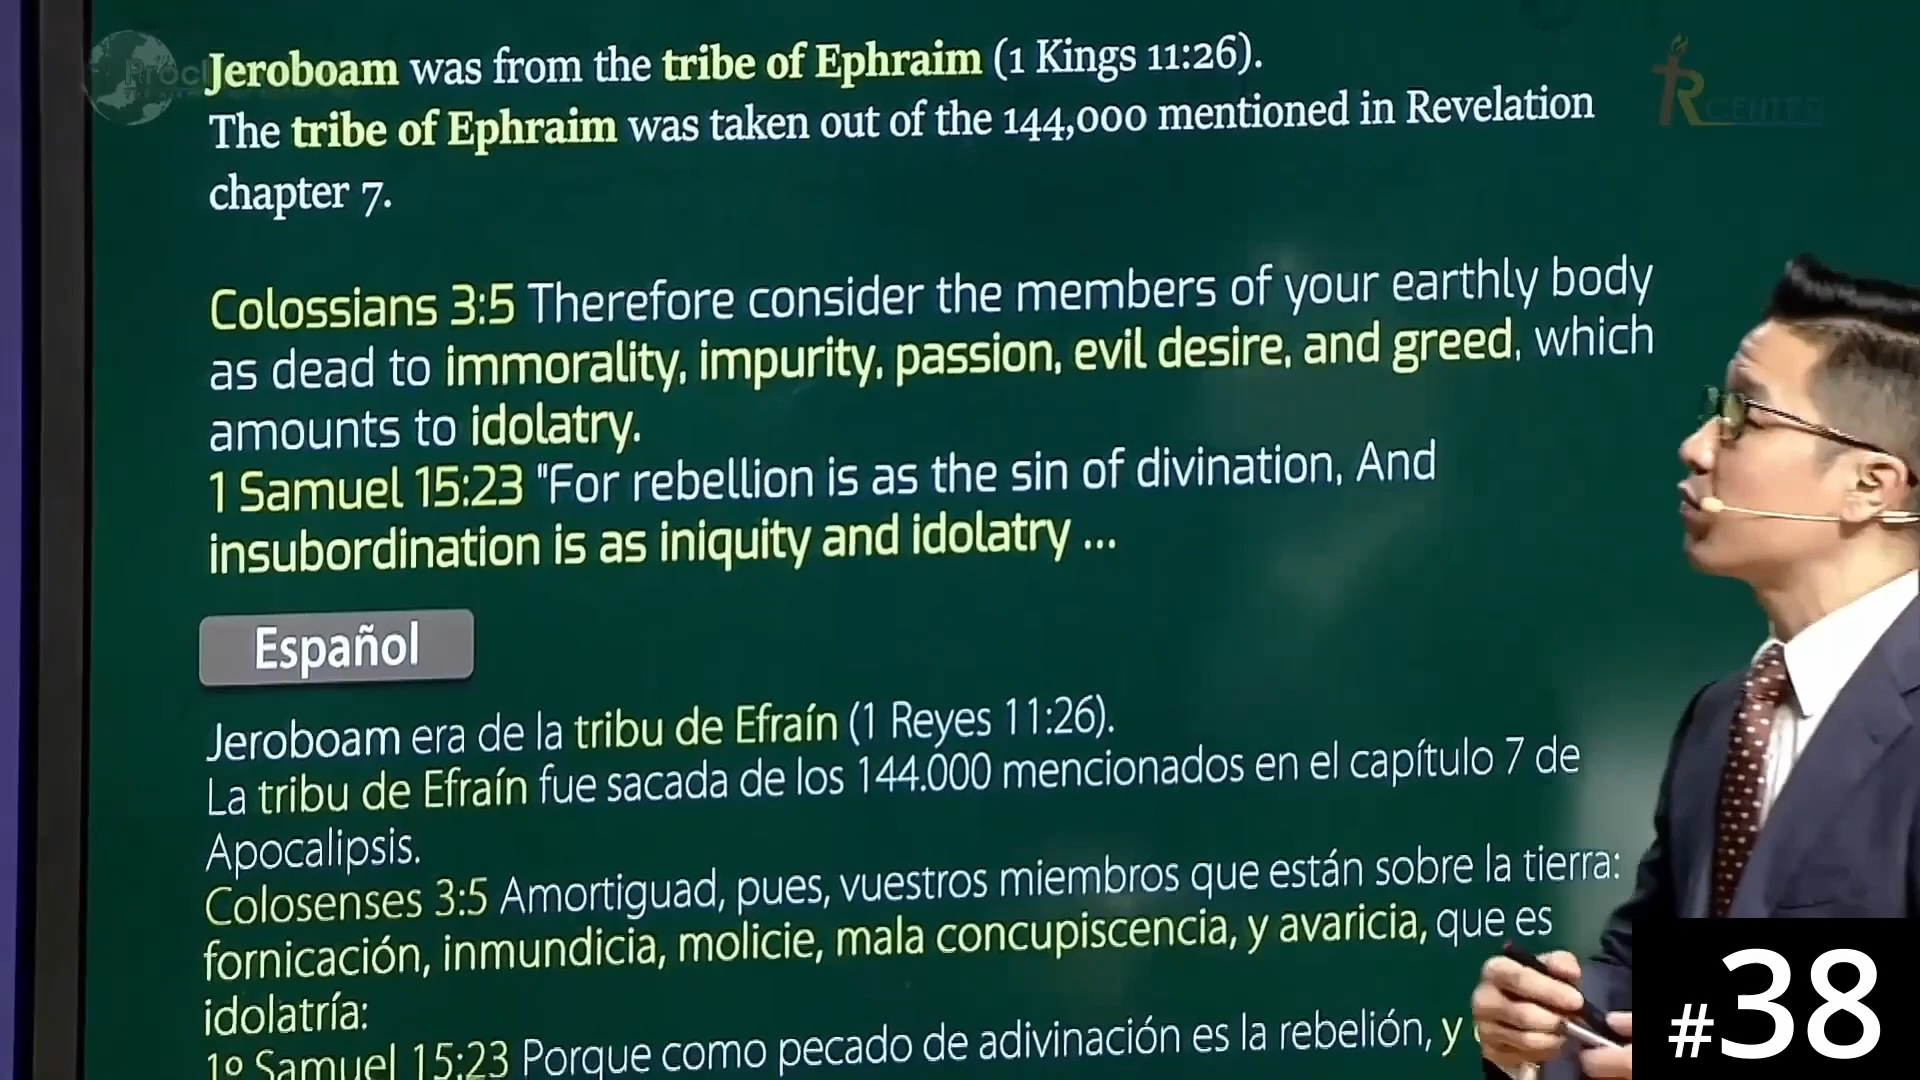 Jeroboam was from the tribe of Ephraim (1 Kings 11:26).
The tribe of Ephraim was taken out of the 144,000 mentioned in Revelation
chapter 7.
Colossians 3:5 Therefore consider the members of your earthly body
as dead to immorality, impurity, passion, evil desire, and greed, which
amounts to idolatry.
1 Samuel 15:23 "For rebellion is as the sin of divination, And
insubordination is as iniquity and idolatry ...
Español
Jeroboam era de la tribu de Efraín (1 Reyes 11:26).
La tribu de Efraín fue sacada de los 144.000 mencionados en el capítulo 7 de
Apocalipsis.
Colosenses 3:5 Amortiguad, pues, vuestros miembros que están sobre la tierra:
fornicación, inmundicia, molicie, mala concupiscencia, y avaricia, que es
idolatría:
1º Samuel 15:23 Porque como pecado de adivinación es la rebelión, y
#38